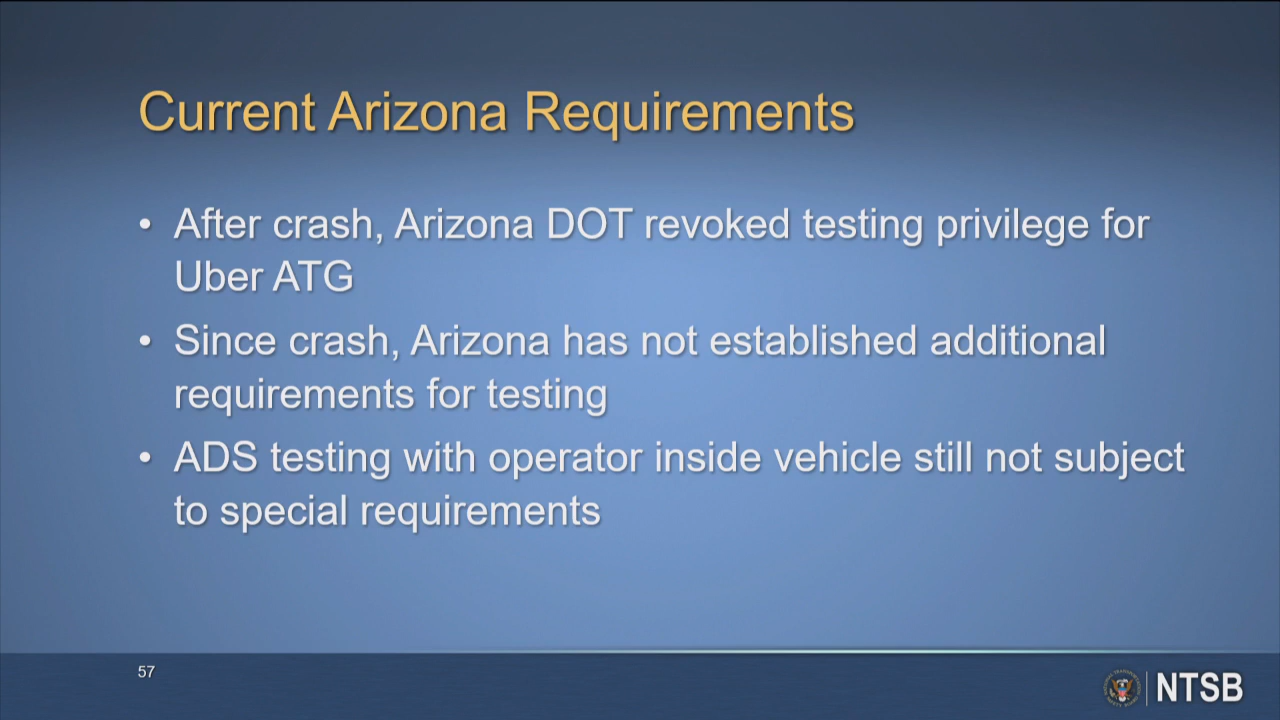 Current Arizona Requirements
• After crash, Arizona DOT revoked testing privilege for
Uber ATG
• Since crash, Arizona has not established additional
requirements for testing
• ADS testing with operator inside vehicle still not subject
to special requirements
57
NTSB